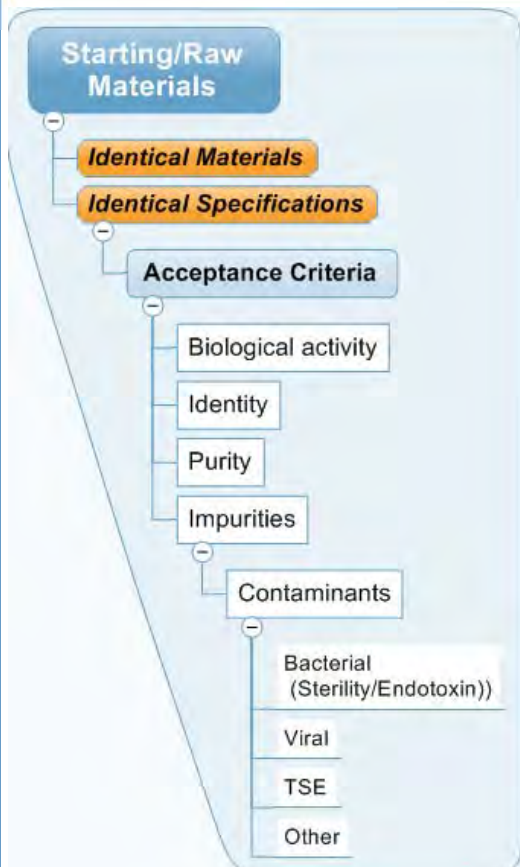 Starting/Raw
Materials
Identical Materials
Identical Specifications
Acceptance Criteria
Biological activity
Identity
Purity
Impurities
Contaminants
Bacterial
(Sterility/Endotoxin))
Viral
TSE
Other